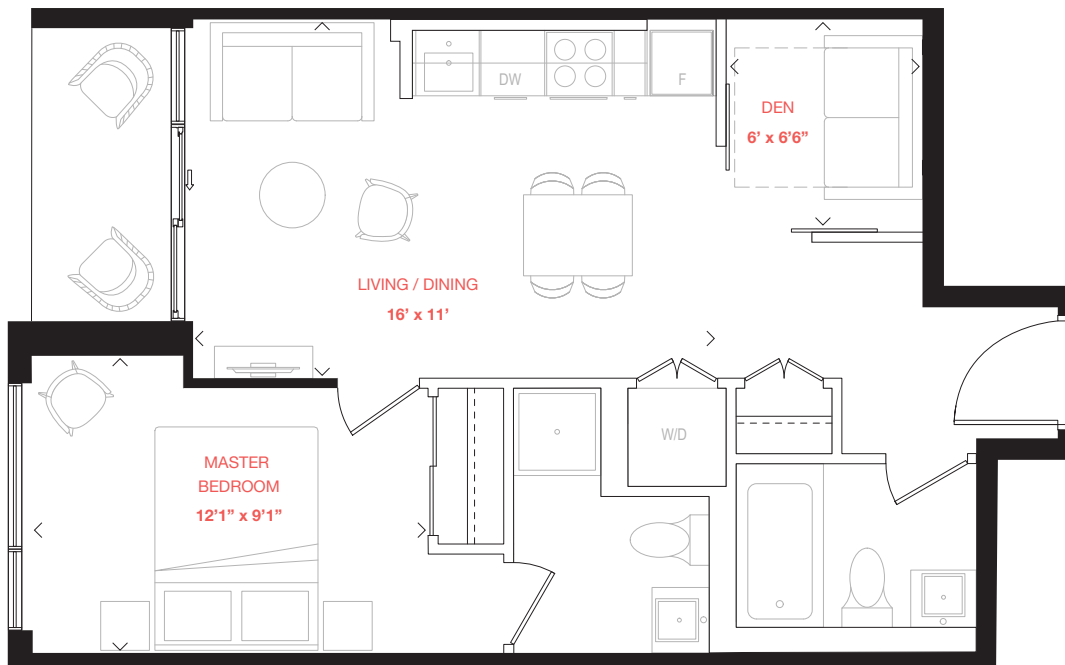 DW
F
DEN
6’ x 6’6”
LIVING / DINING
16’ x 11’
W/D
MASTER
BEDROOM
12’1” x 9’1”